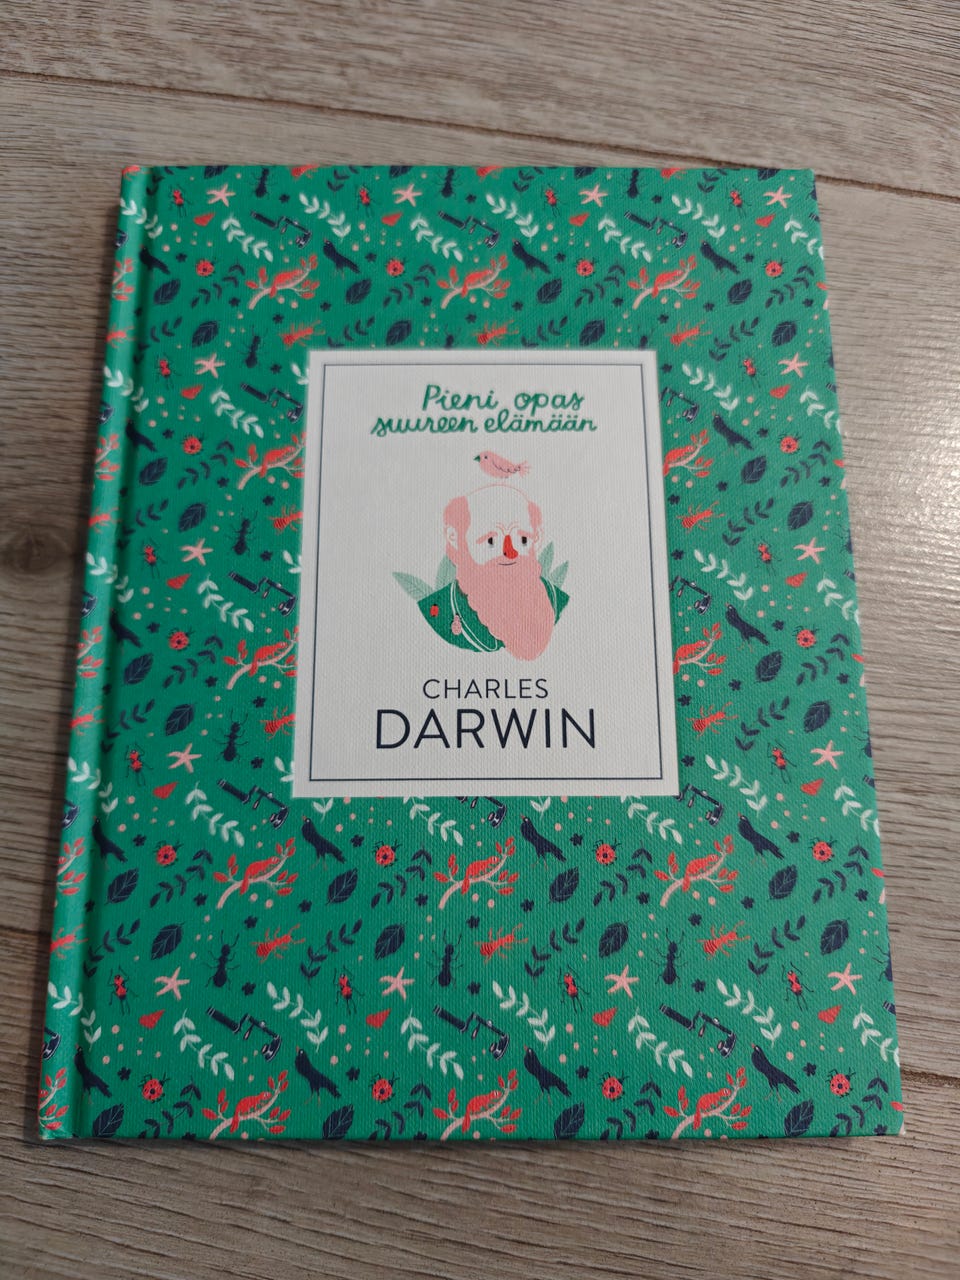 Pieni opas
suureen elämään
CHARLES
DARWIN